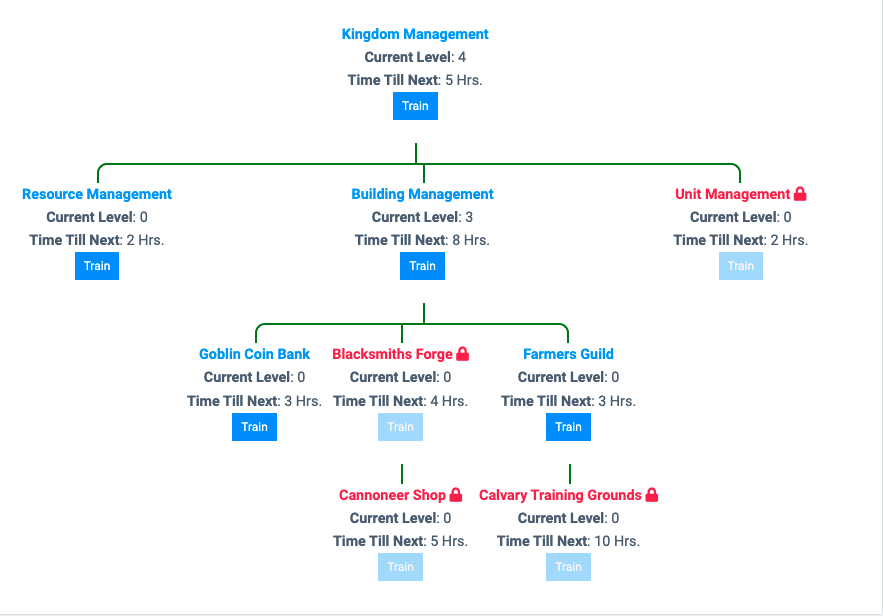 Kingdom Management
Current Level: 4
Time Till Next: 5 Hrs.
Train
Resource Management
Current Level: 0
Time Till Next: 2 Hrs.
Train
Building Management
Current Level: 3
Time Till Next: 8 Hrs.
Train
Unit Management
Current Level: 0
Time Till Next: 2 Hrs.
Train
Goblin Coin Bank
Current Level: 0
Time Till Next: 3 Hrs.
Train
Blacksmiths Forge
Current Level: 0
Time Till Next: 4 Hrs.
Train
Farmers Guild
Current Level: 0
Time Till Next: 3 Hrs.
Train
Cannoneer Shop
Current Level: 0
Time Till Next: 5 Hrs.
Train
Calvary Training Grounds
Current Level: 0
Time Till Next: 10 Hrs.
Train